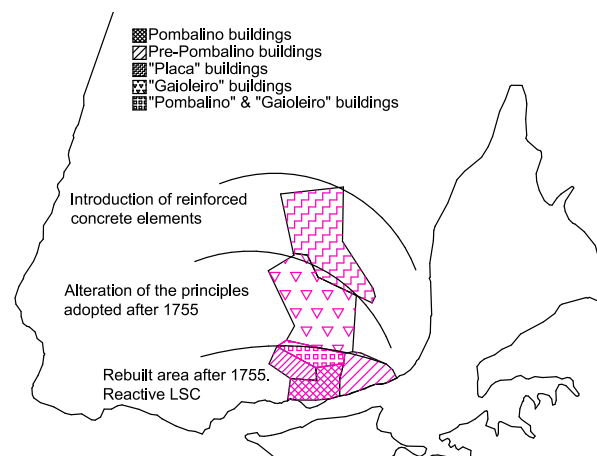 Pombalino buildings
Pre-Pombalino buildings
"Placa" buildings
"Gaioleiro" buildings
"Pombalino" & "Gaioleiro" buildings
Introduction of reinforced
concrete elements
Alteration of the principles
adopted after 1755
Rebuilt area after 1755.
Reactive LSC